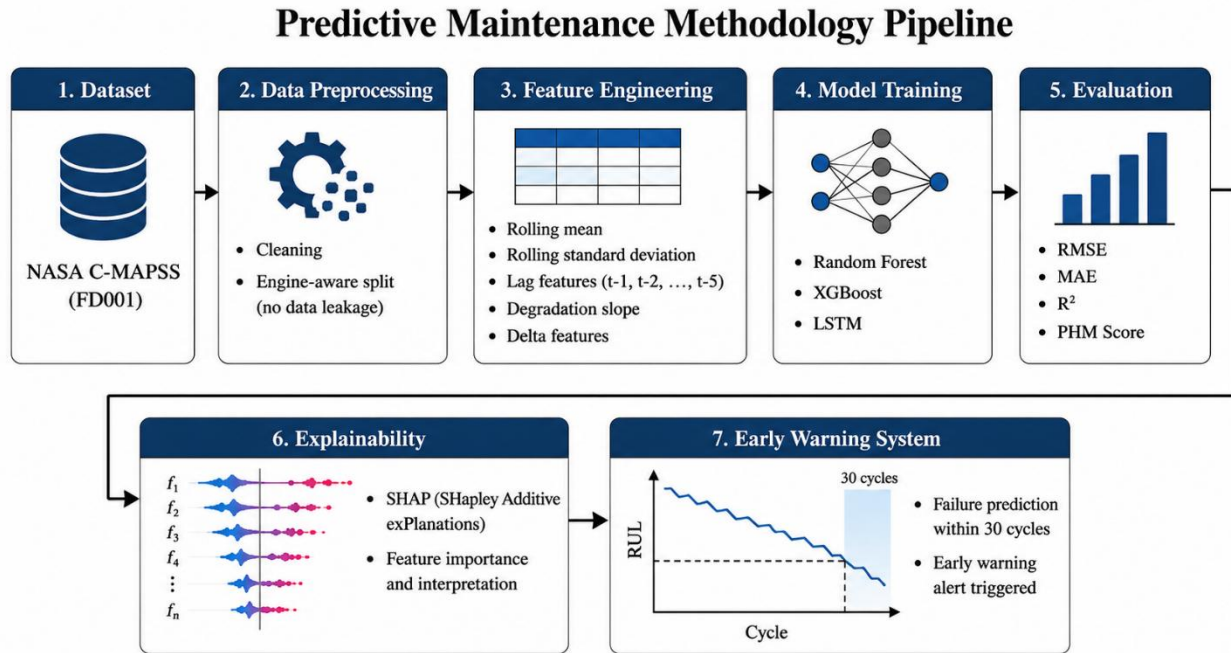 Predictive Maintenance Methodology Pipeline
1. Dataset
NASA C-MAPSS
(FD001)
2. Data Preprocessing
• Cleaning
• Engine-aware split
(no data leakage)
3. Feature Engineering
• Rolling mean
• Rolling standard deviation
• Lag features (t-1, t-2, …, t-5)
• Degradation slope
• Delta features
4. Model Training
• Random Forest
• XGBoost
• LSTM
5. Evaluation
• RMSE
• MAE
• R²
• PHM Score
6. Explainability
f₁
f₂
f₃
f₄
⋮
fₙ
• SHAP (SHapley Additive
exPlanations)
• Feature importance
and interpretation
7. Early Warning System
30 cycles
RUL
Cycle
• Failure prediction
within 30 cycles
• Early warning
alert triggered